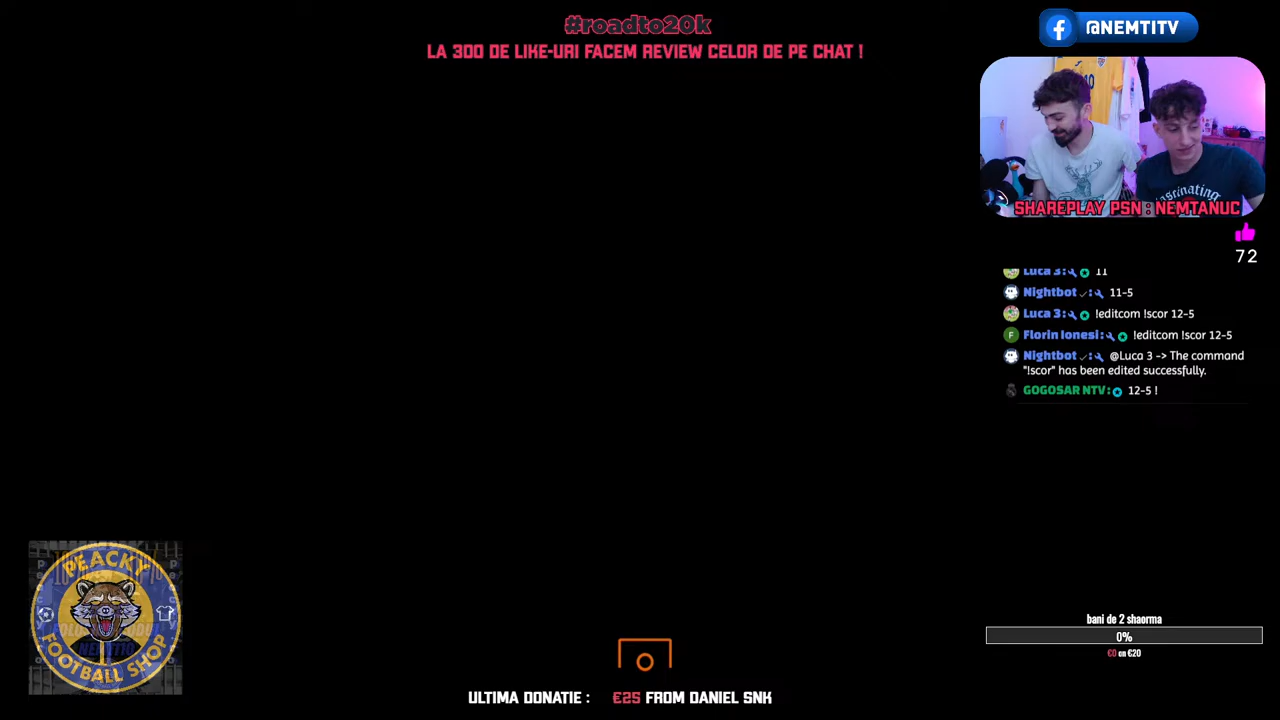 #roadto20k
LA 300 DE LIKE-URI FACEM REVIEW CELOR DE PE CHAT !
@NEMTITV
fascinating
SHAREPLAY PSN : NEMTANUC
72
Luca 3: 11
Nightbot : 11-5
Luca 3: !editcom !scor 12-5
Florin Ionesi: !editcom !scor 12-5
Nightbot : @Luca 3 -> The command
"!scor" has been edited successfully.
GOGOSAR NTV: 12-5 !
PEACKY
FOOTBALL SHOP
bani de 2 shaorma
0%
€0 en €20
ULTIMA DONATIE : €25 FROM DANIEL SNK